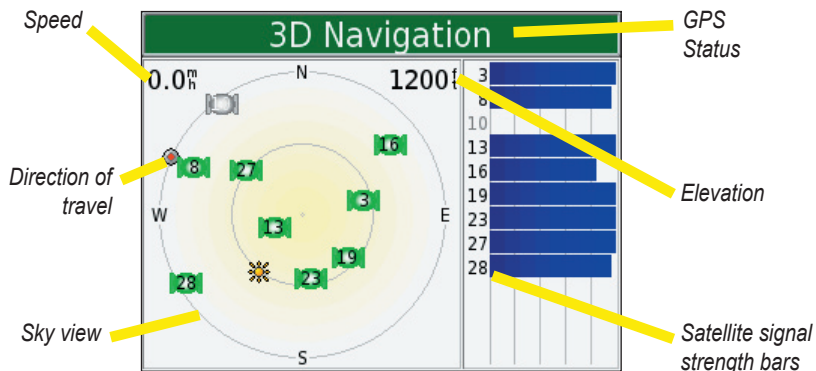 Speed
3D Navigation
GPS
Status
0.0 m
h
N
1200 f
t
3
8
10
13
16
19
23
27
28
16
8
27
3
Direction of
travel
Elevation
W
E
13
19
28
23
Sky view
S
Satellite signal
strength bars